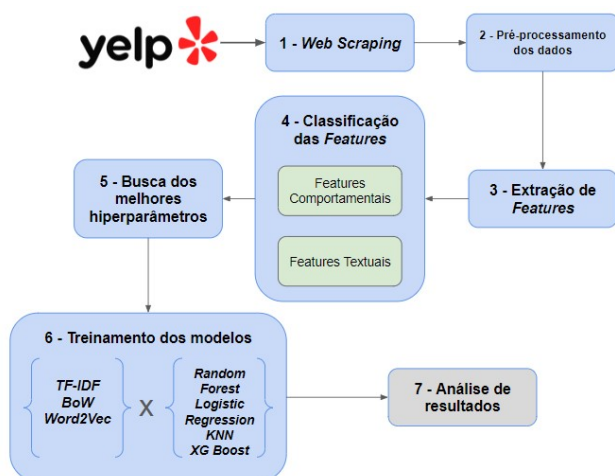 yelp
1 - Web Scraping
2 - Pré-processamento
dos dados
3 - Extração de
Features
4 - Classificação
das Features
Features
Comportamentais
Features Textuais
5 - Busca dos
melhores
hiperparâmetros
6 - Treinamento dos modelos
TF-IDF
BoW
Word2Vec
X
Random
Forest
Logistic
Regression
KNN
XG Boost
7 - Análise de
resultados